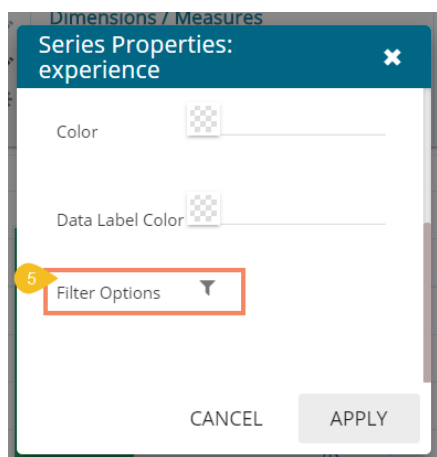 Dimensions / Measures
Series Properties:
experience
Color
Data Label Color
5
Filter Options
CANCEL APPLY